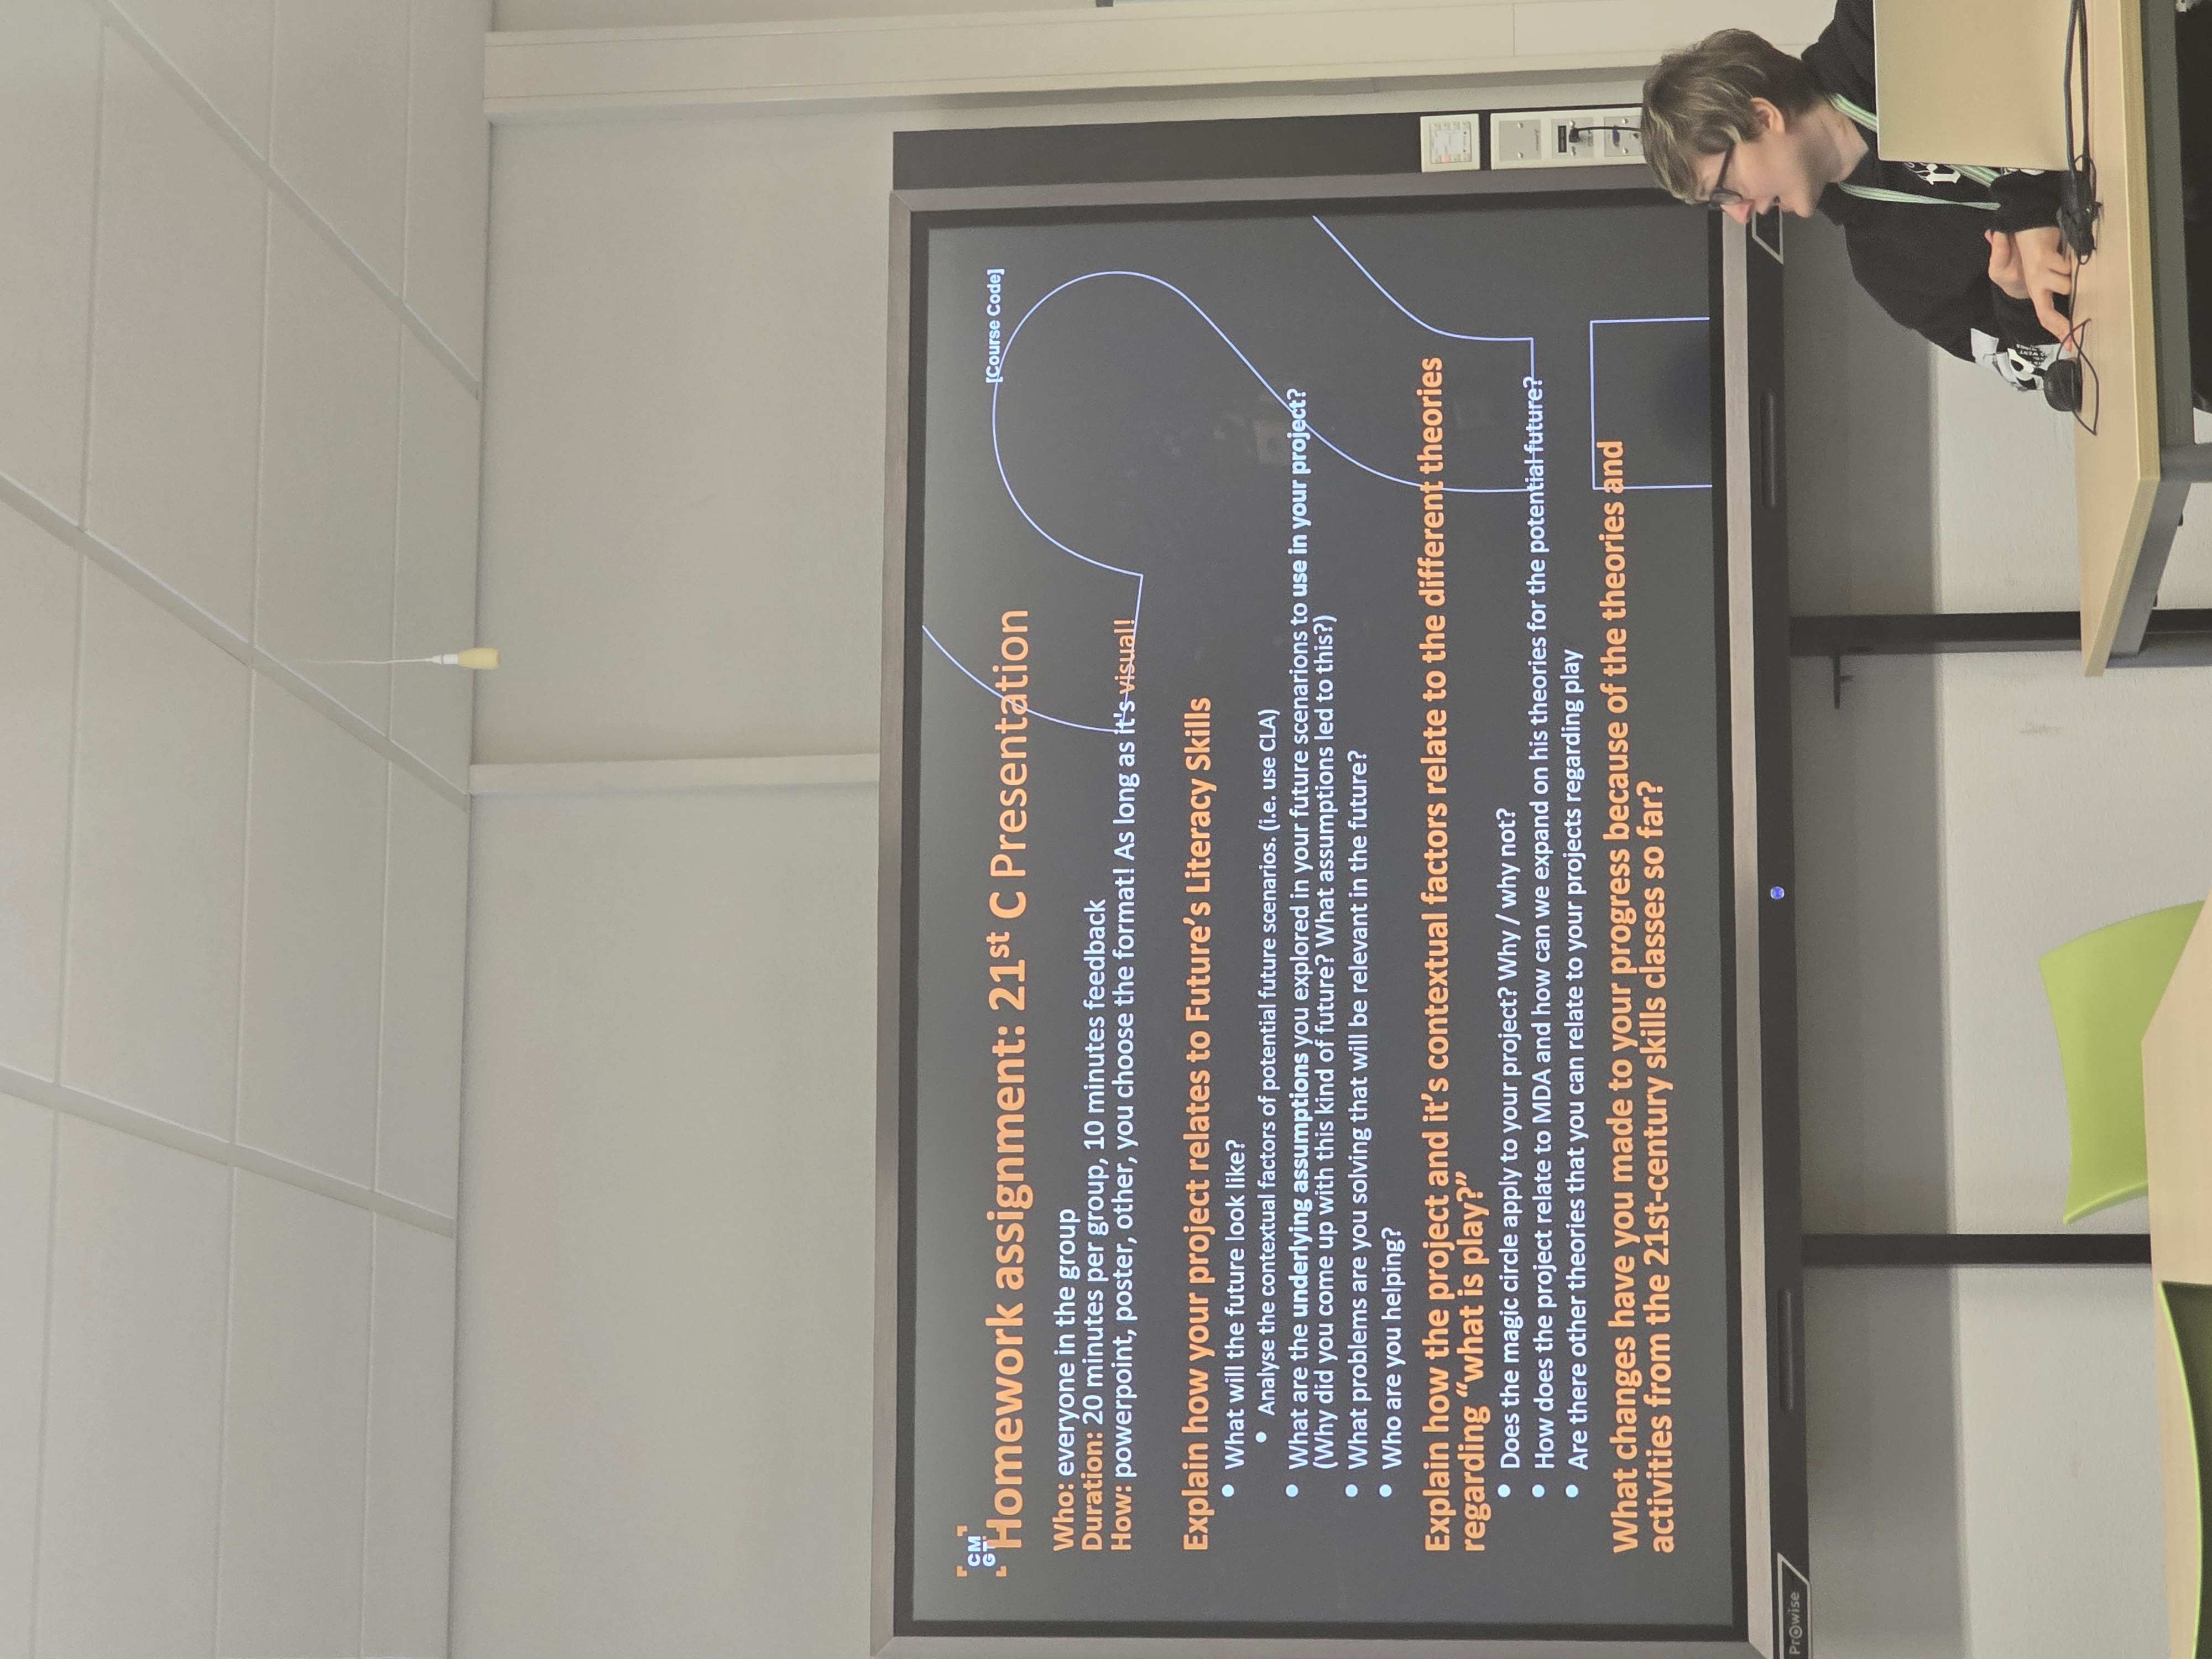 CM
GT
[Course Code]
Homework assignment: 21st C Presentation
Who: everyone in the group
Duration: 20 minutes per group, 10 minutes feedback
How: powerpoint, poster, other, you choose the format! As long as it's visual!
Explain how your project relates to Future's Literacy Skills
• What will the future look like?
• Analyse the contextual factors of potential future scenarios. (i.e. use CLA)
• What are the underlying assumptions you explored in your future scenarions to use in your project?
(Why did you come up with this kind of future? What assumptions led to this?)
• What problems are you solving that will be relevant in the future?
• Who are you helping?
Explain how the project and it's contextual factors relate to the different theories
regarding “what is play?”
• Does the magic circle apply to your project? Why / why not?
• How does the project relate to MDA and how can we expand on his theories for the potential future?
• Are there other theories that you can relate to your projects regarding play
What changes have you made to your progress because of the theories and
activities from the 21st-century skills classes so far?
Prowise